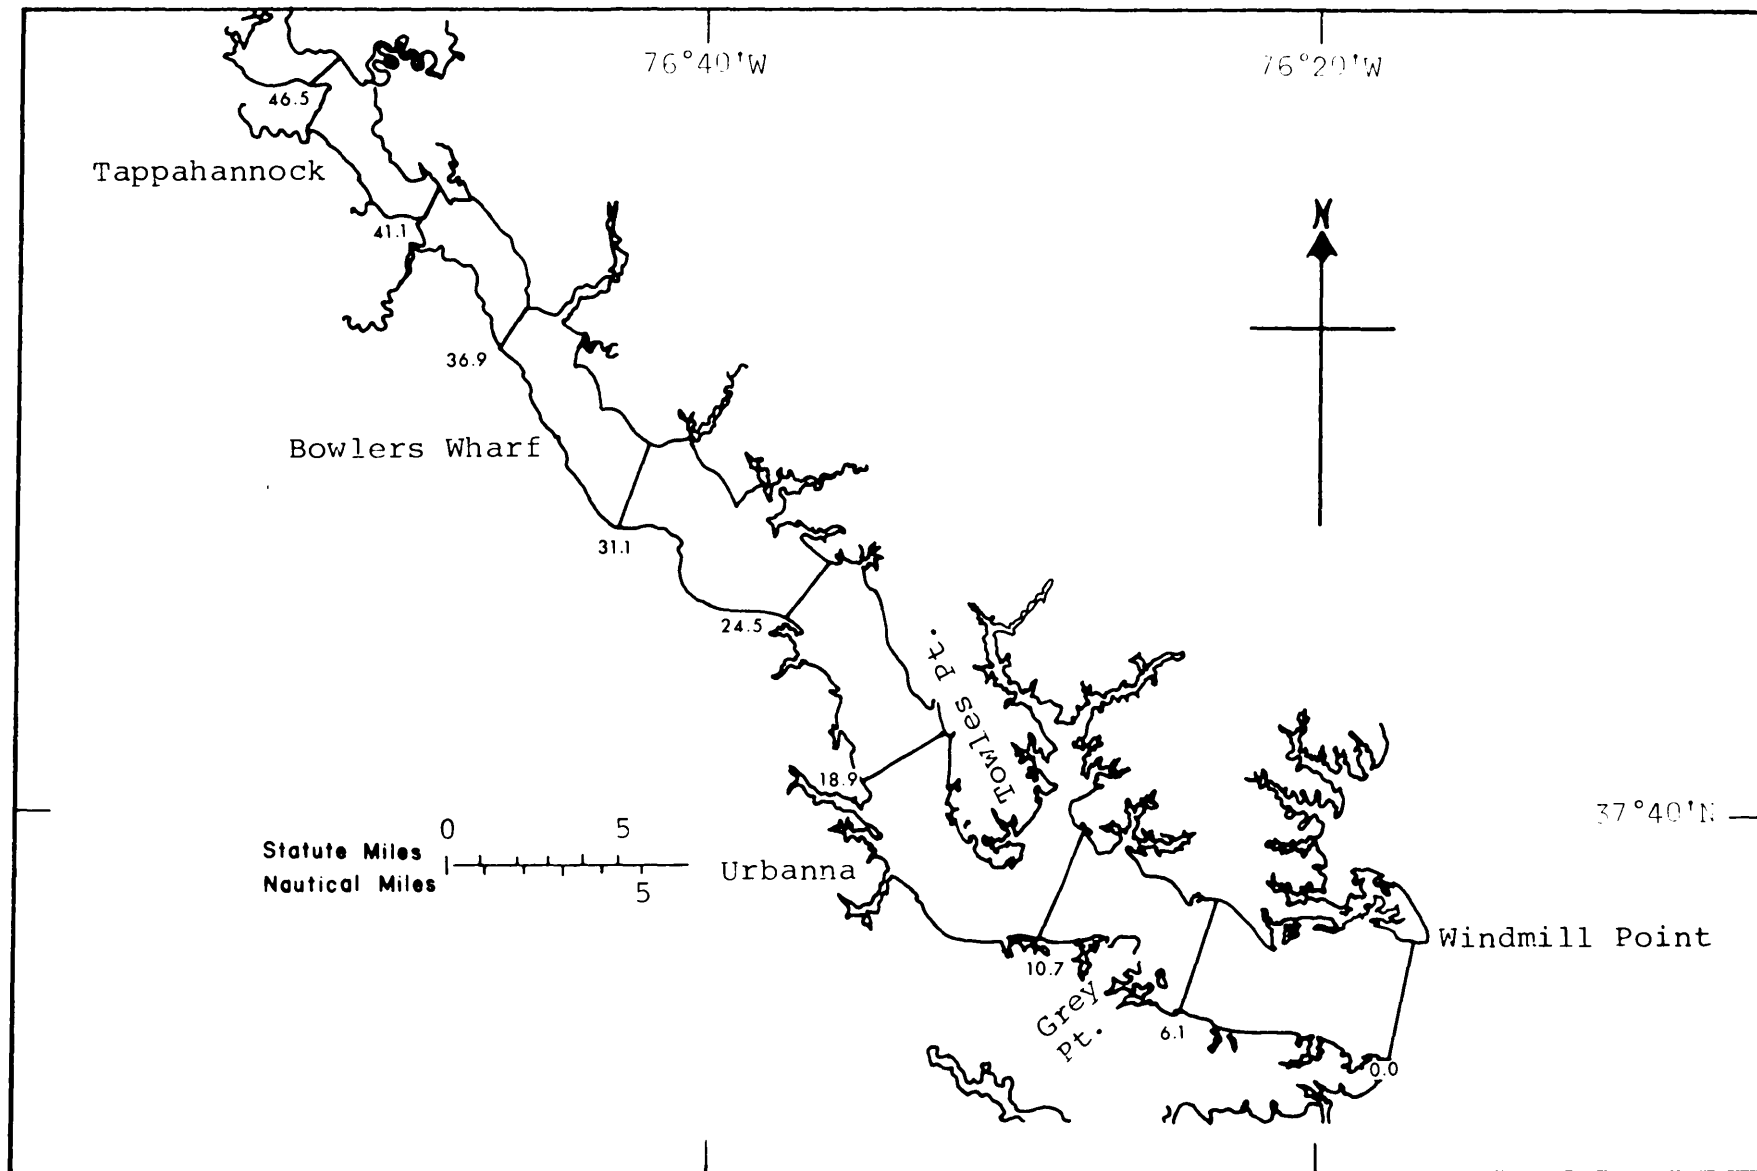 76°40'W
76°20'W
46.5
Tappahannock
N
41.1
36.9
Bowlers Wharf
31.1
24.5
Towles Pt.
18.9
37°40'N
0 5
Statute Miles
Nautical Miles
5
Urbanna
Windmill Point
10.7
Grey
Pt.
6.1
0.0